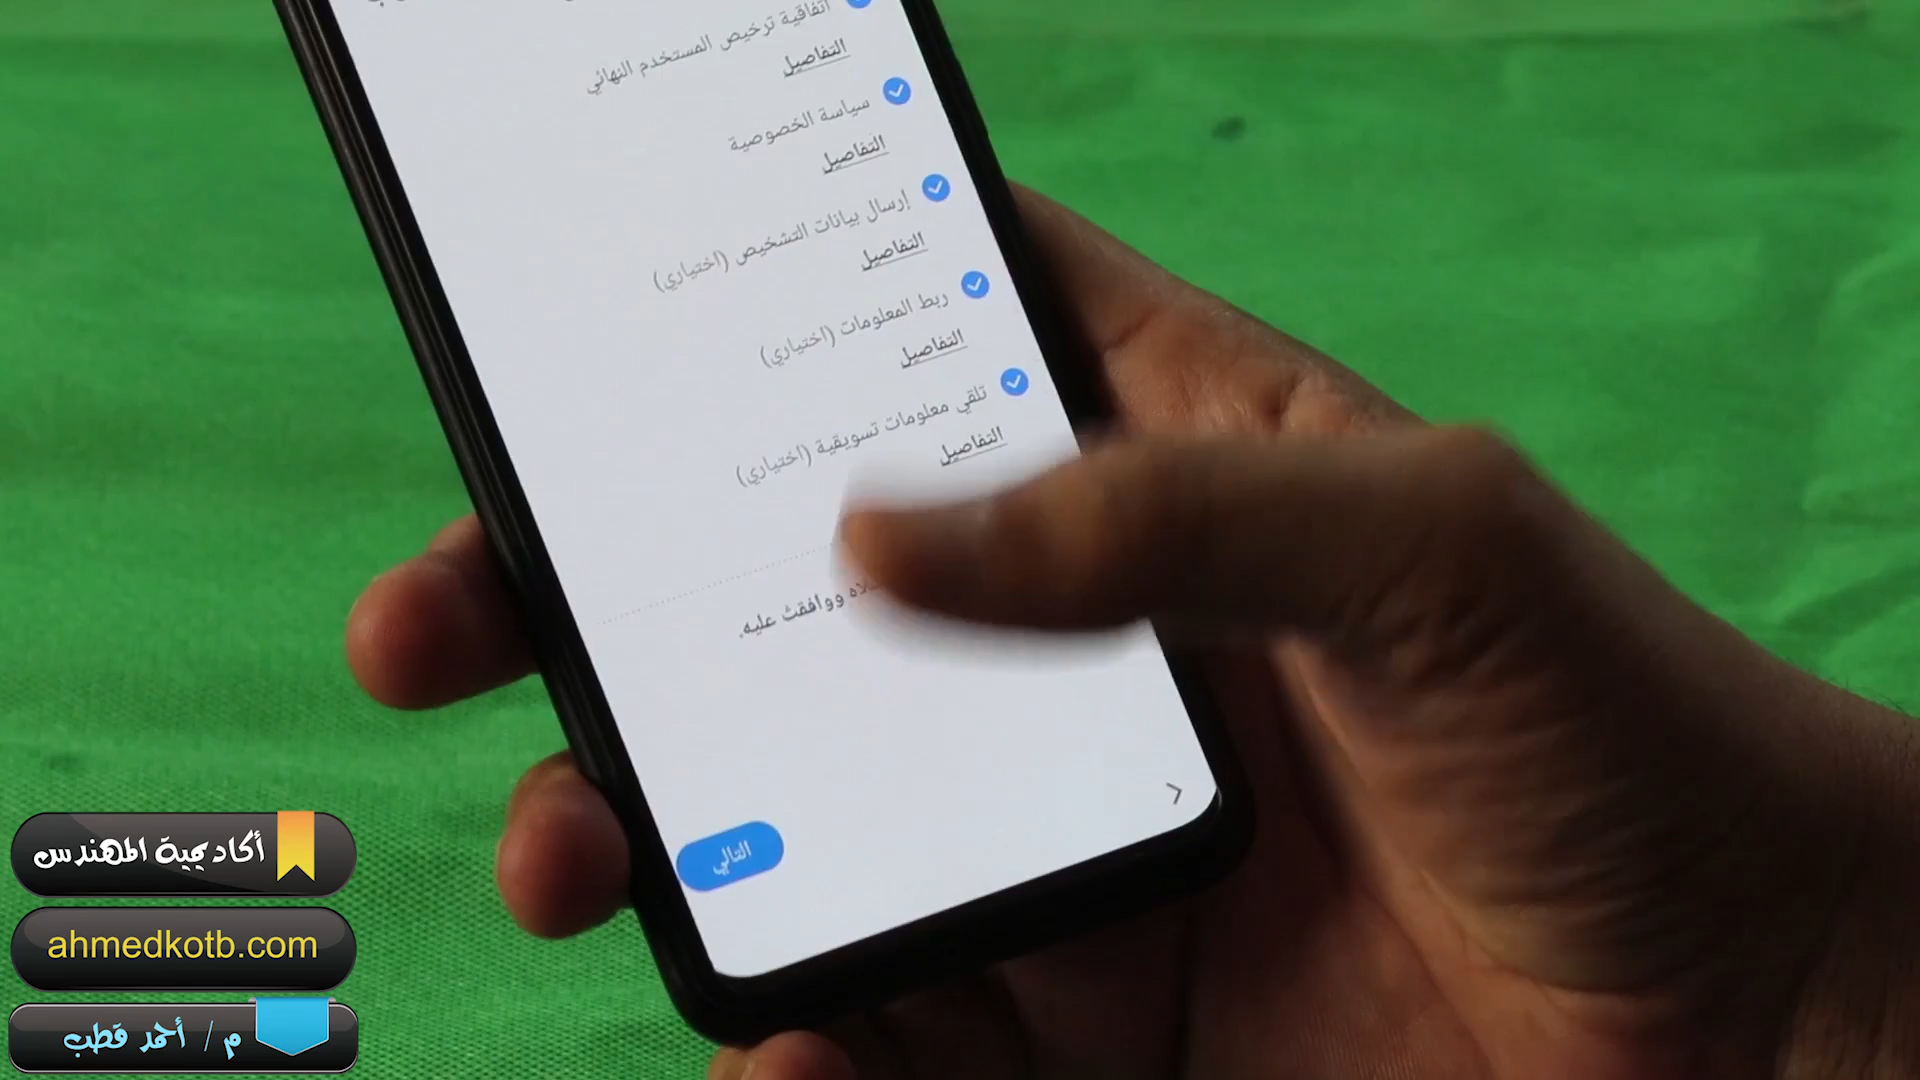 اتفاقية ترخيص المستخدم النهائي
التفاصيل
سياسة الخصوصية
التفاصيل
إرسال بيانات التشخيص (اختياري)
التفاصيل
ربط المعلومات (اختياري)
التفاصيل
تلقي معلومات تسويقية (اختياري)
التفاصيل
ووافقتُ عليه.
التالي
أكاديمية المهندس
ahmedkotb.com
م/ أحمد قطب